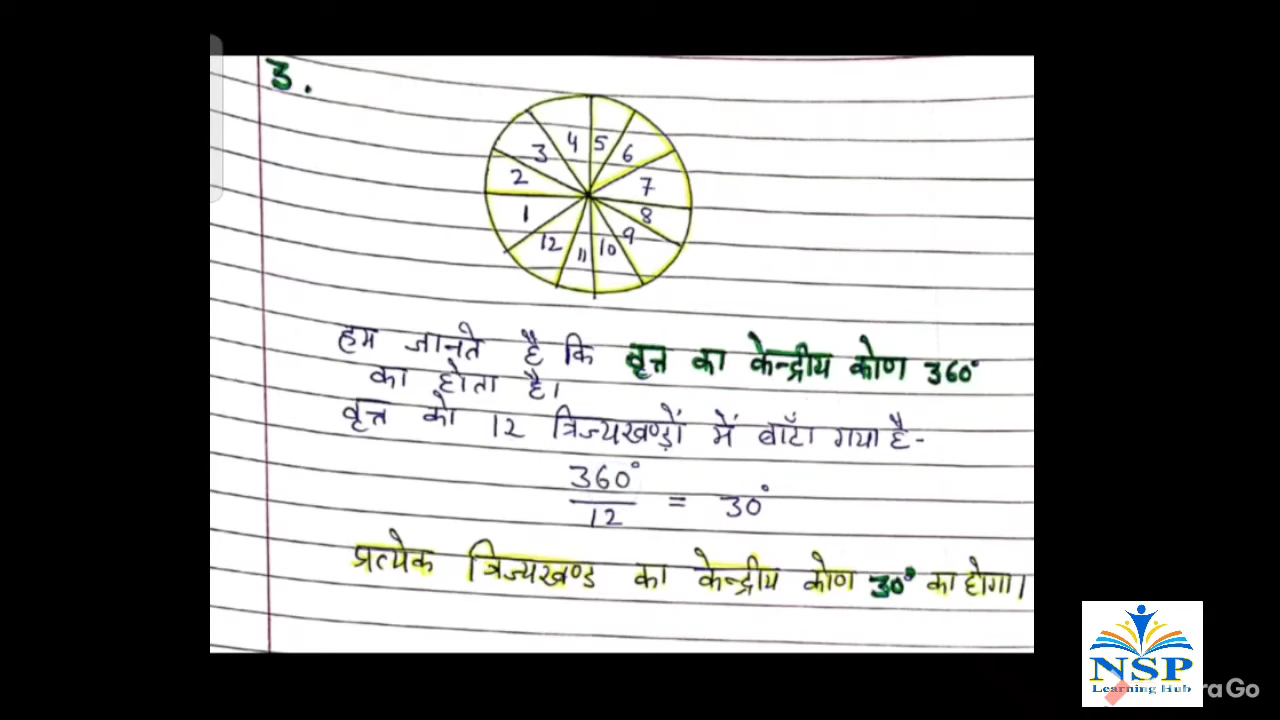 3.
4 5
3 6
2 7
1 8
12 11 10 9
हम जानते है कि वृत्त का केन्द्रीय कोण 360°
का होता है।
वृत्त को 12 त्रिज्यखण्ड़ों में बाँटा गया है-
360°
12 = 30°
प्रत्येक त्रिज्यखण्ड का केन्द्रीय कोण 30° का होगा।
NSP
Learning Hub
raGo